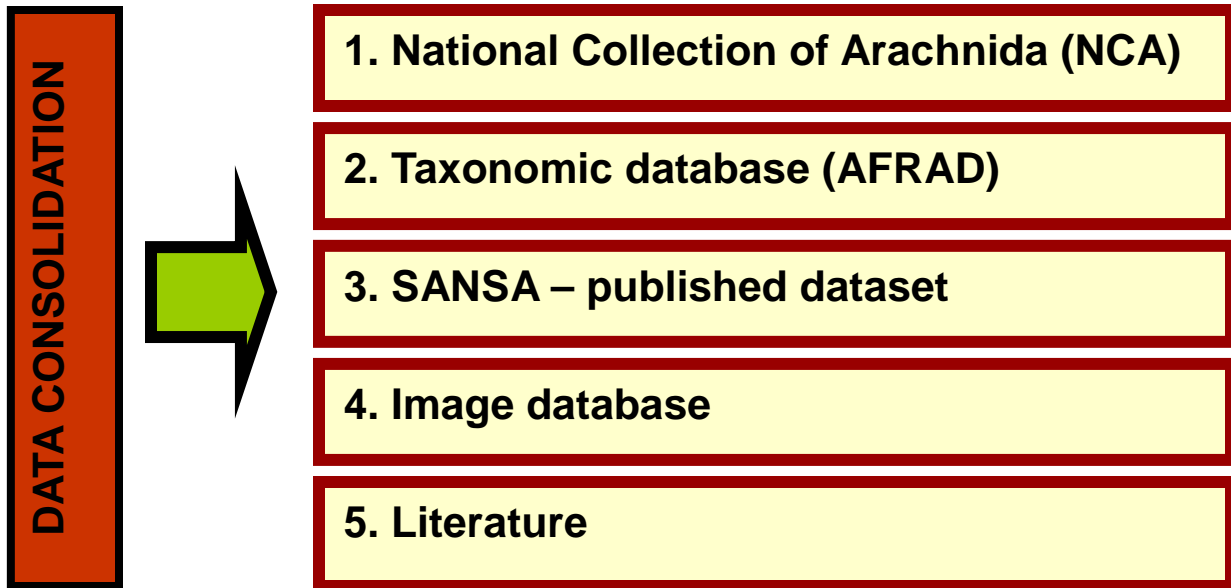 DATA CONSOLIDATION
1. National Collection of Arachnida (NCA)
2. Taxonomic database (AFRAD)
3. SANSA – published dataset
4. Image database
5. Literature